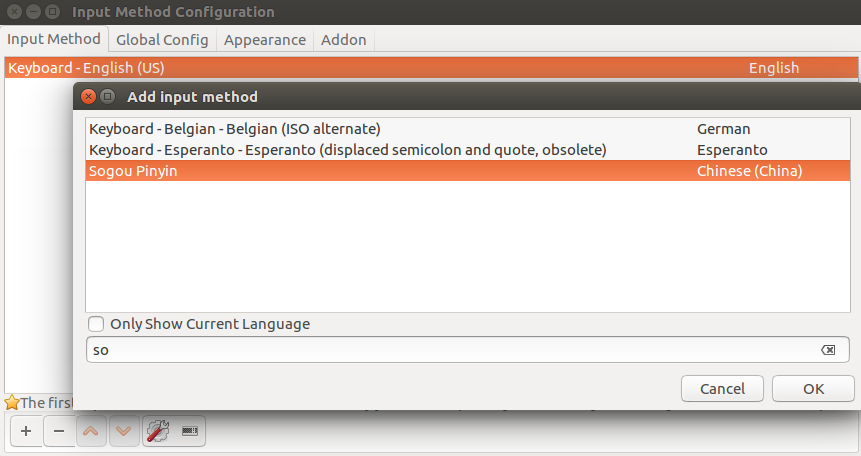 Input Method Configuration
Input Method Global Config Appearance Addon
Keyboard - English (US) English
Add input method
Keyboard - Belgian - Belgian (ISO alternate) German
Keyboard - Esperanto - Esperanto (displaced semicolon and quote, obsolete) Esperanto
Sogou Pinyin Chinese (China)
Only Show Current Language
so
Cancel OK
The first